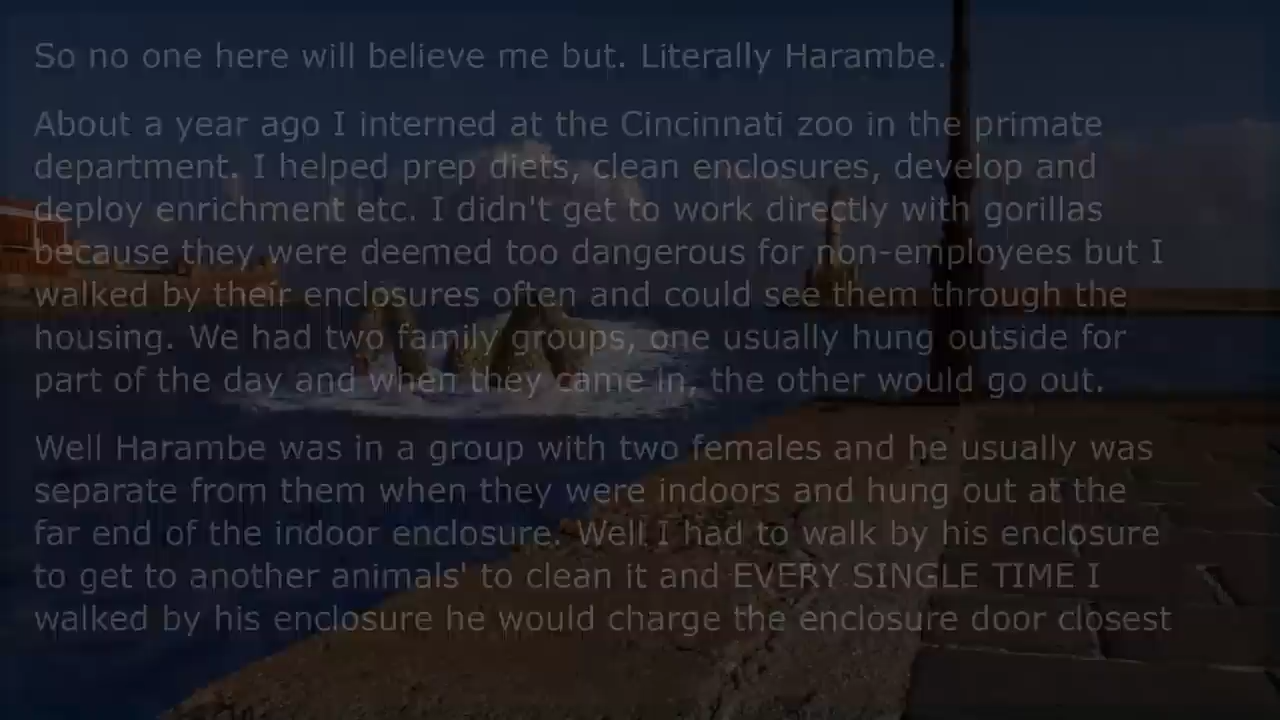 So no one here will believe me but. Literally Harambe.
About a year ago I interned at the Cincinnati zoo in the primate
department. I helped prep diets, clean enclosures, develop and
deploy enrichment etc. I didn't get to work directly with gorillas
because they were deemed too dangerous for non-employees but I
walked by their enclosures often and could see them through the
housing. We had two family groups, one usually hung outside for
part of the day and when they came in, the other would go out.
Well Harambe was in a group with two females and he usually was
separate from them when they were indoors and hung out at the
far end of the indoor enclosure. Well I had to walk by his enclosure
to get to another animals' to clean it and EVERY SINGLE TIME I
walked by his enclosure he would charge the enclosure door closest